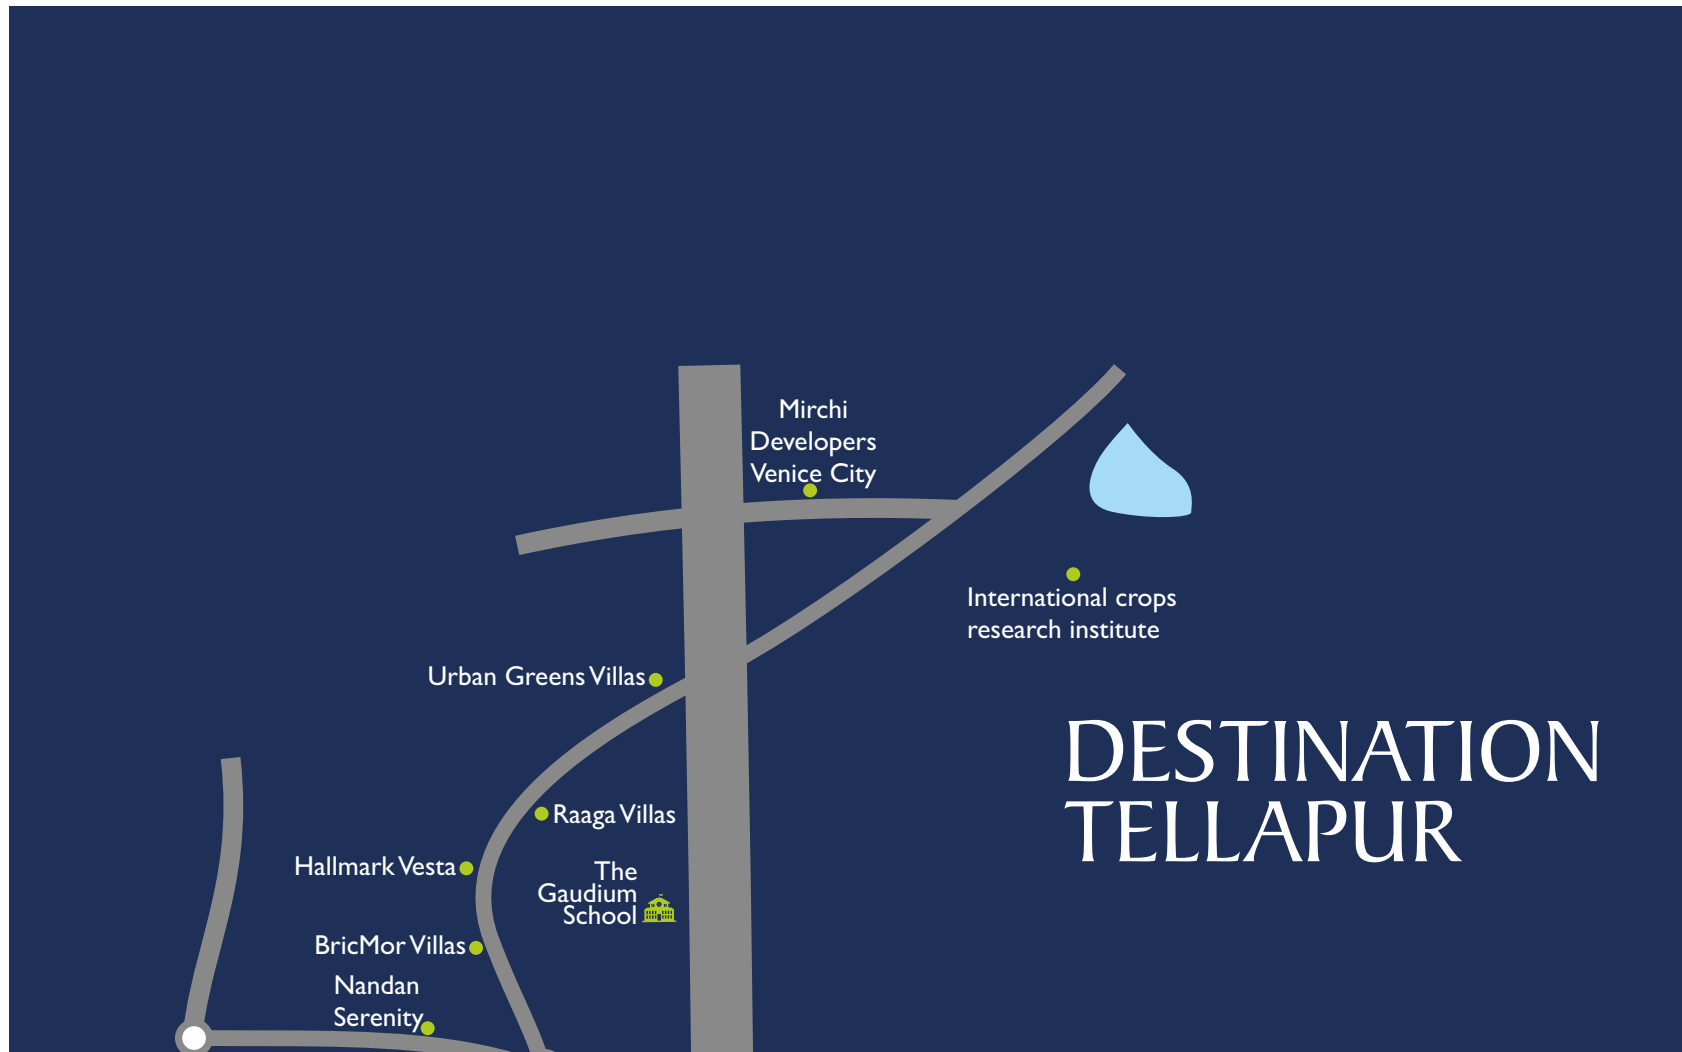 Mirchi
Developers
Venice City
International crops
research institute
Urban Greens Villas
DESTINATION
TELLAPUR
Raaga Villas
Hallmark Vesta
The
Gaudium
School
BricMor Villas
Nandan
Serenity